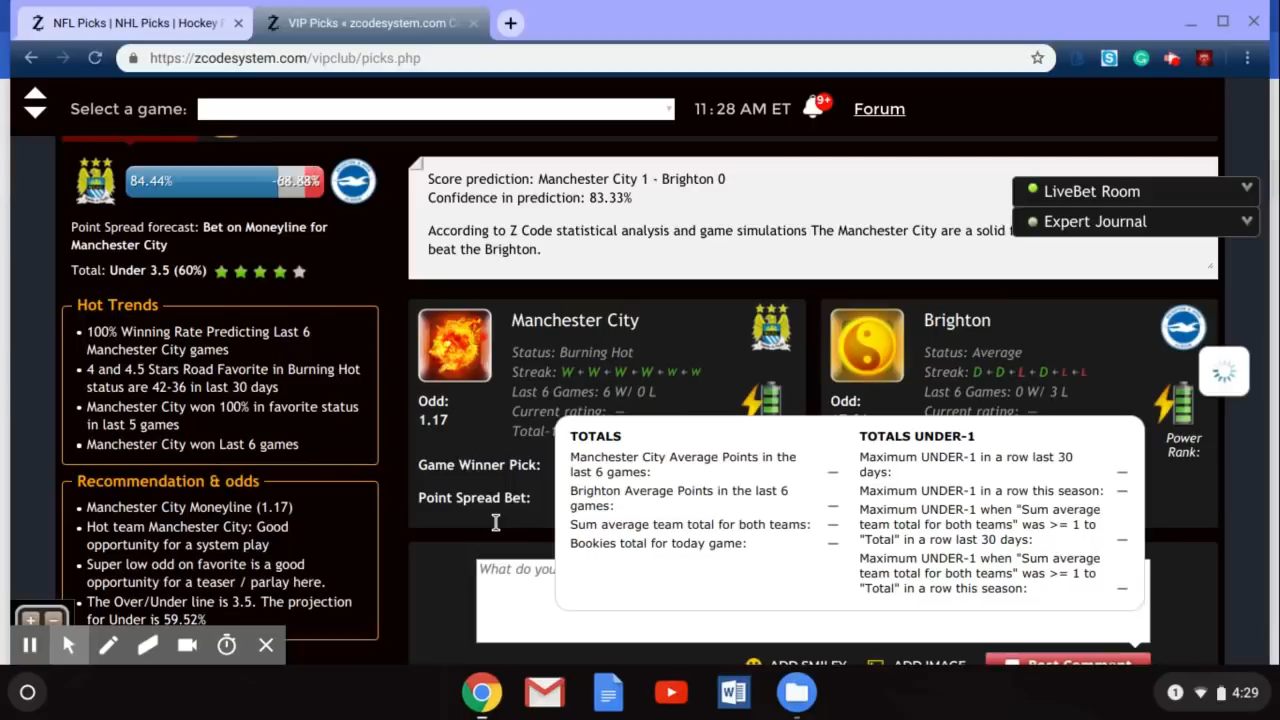 NFL Picks | NHL Picks | Hockey
VIP Picks « zcodesystem.com
https://zcodesystem.com/vipclub/picks.php
Select a game:
11:28 AM ET
9+
Forum
84.44%
Score prediction: Manchester City 1 - Brighton 0
Confidence in prediction: 83.33%
According to Z Code statistical analysis and game simulations The Manchester City are a solid
beat the Brighton.
LiveBet Room
Expert Journal
Point Spread forecast: Bet on Moneyline for
Manchester City
Total: Under 3.5 (60%)
Hot Trends
• 100% Winning Rate Predicting Last 6
Manchester City games
• 4 and 4.5 Stars Road Favorite in Burning Hot
status are 42-36 in last 30 days
• Manchester City won 100% in favorite status
in last 5 games
• Manchester City won Last 6 games
Recommendation & odds
• Manchester City Moneyline (1.17)
• Hot team Manchester City: Good
opportunity for a system play
• Super low odd on favorite is a good
opportunity for a teaser / parlay here.
• The Over/Under line is 3.5. The projection
for Under is 59.52%
Manchester City
Status: Burning Hot
Streak: W + W + W + W + W + W
Last 6 Games: 6 W/ 0 L
Current rating: —
Total-1
Odd:
1.17
Game Winner Pick:
Point Spread Bet:
Brighton
Status: Average
Streak: D + D + L + D + L + L
Last 6 Games: 0 W/ 3 L
Current rating: —
Odd:
Power
Rank:
TOTALS
Manchester City Average Points in the
last 6 games: —
Brighton Average Points in the last 6
games: —
Sum average team total for both teams: —
Bookies total for today game: —
TOTALS UNDER-1
Maximum UNDER-1 in a row last 30
days: —
Maximum UNDER-1 in a row this season: —
Maximum UNDER-1 when "Sum average
team total for both teams" was >= 1 to
"Total" in a row last 30 days: —
Maximum UNDER-1 when "Sum average
team total for both teams" was >= 1 to
"Total" in a row this season: —
What do you
ADD SMILEY
ADD IMAGE
Post Comment
1
4:29